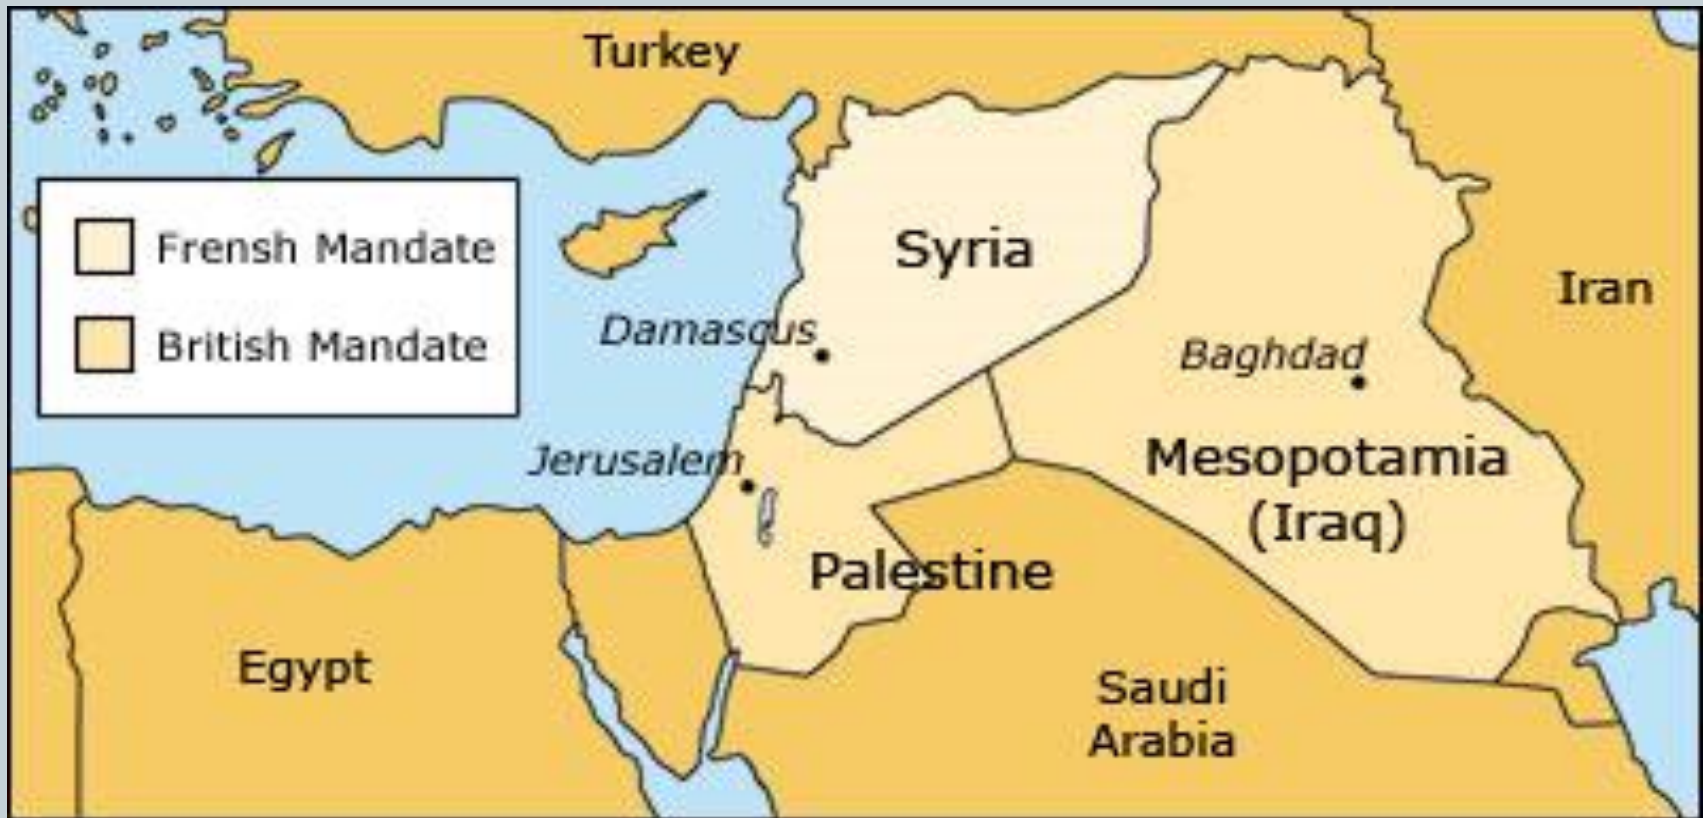 Turkey
Frensh Mandate
British Mandate
Syria
Iran
Damascus
Baghdad
Jerusalem
Mesopotamia
(Iraq)
Palestine
Egypt
Saudi
Arabia